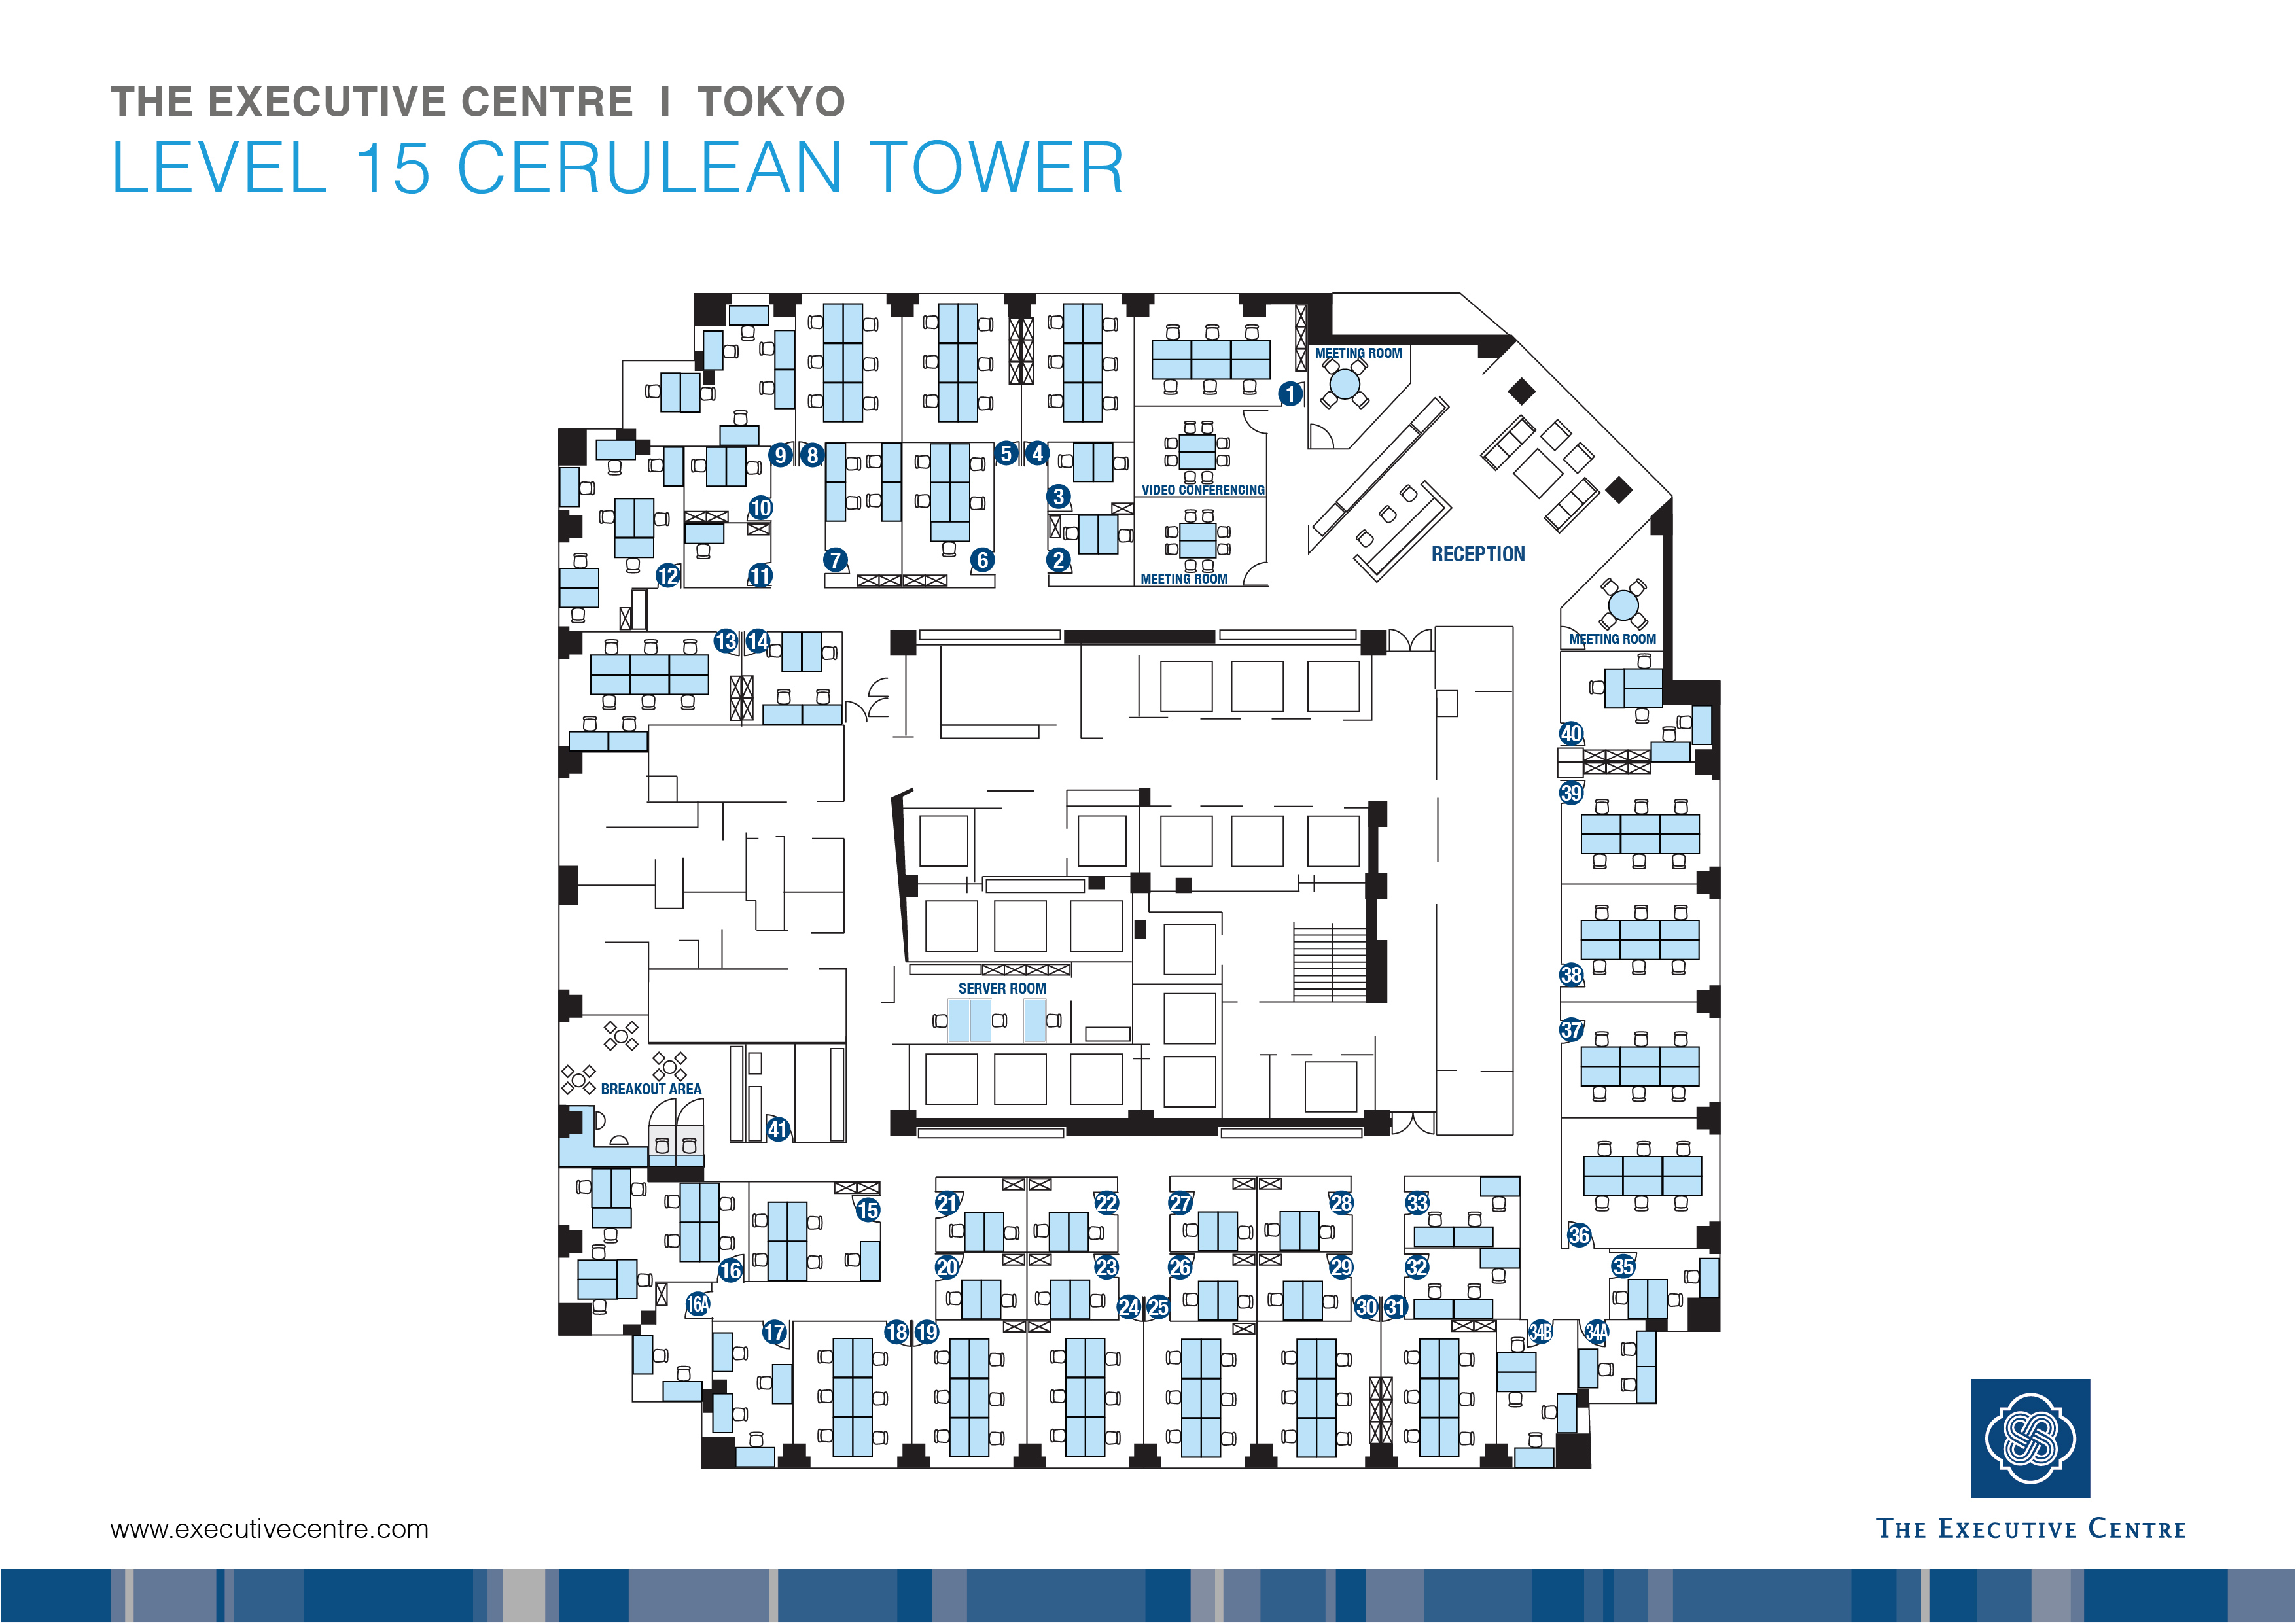 THE EXECUTIVE CENTRE | TOKYO
LEVEL 15 CERULEAN TOWER
MEETING ROOM
1
9
8
5
4
3
VIDEO CONFERENCING
10
RECEPTION
7
6
2
12
11
MEETING ROOM
13
14
MEETING ROOM
40
39
38
SERVER ROOM
37
BREAKOUT AREA
41
21
22
27
28
33
15
36
20
23
26
29
32
35
16
16A
24
25
30
31
17
18
19
34B
34A
www.executivecentre.com
THE EXECUTIVE CENTRE